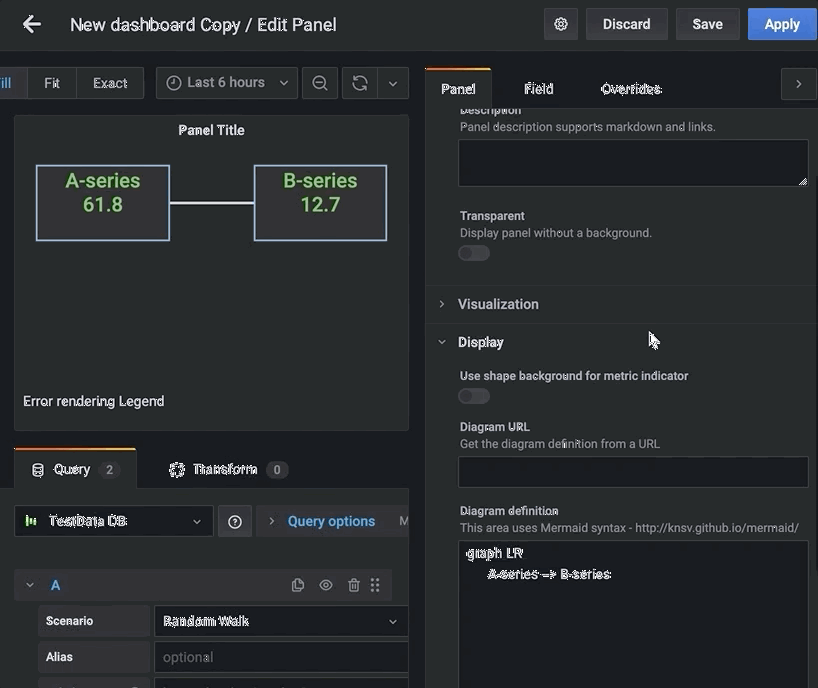 New dashboard Copy / Edit Panel
Discard
Save
Apply
Fit
Exact
Last 6 hours
Panel Title
A-series
61.8
B-series
12.7
Error rendering Legend
Query 2
Transform 0
TestData DB
Query options
A
Scenario
Random Walk
Alias
optional
Panel
Field
Overrides
Description
Panel description supports markdown and links.
Transparent
Display panel without a background.
Visualization
Display
Use shape background for metric indicator
Diagram URL
Get the diagram definition from a URL
Diagram definition
This area uses Mermaid syntax - http://knsv.github.io/mermaid/
graph LR